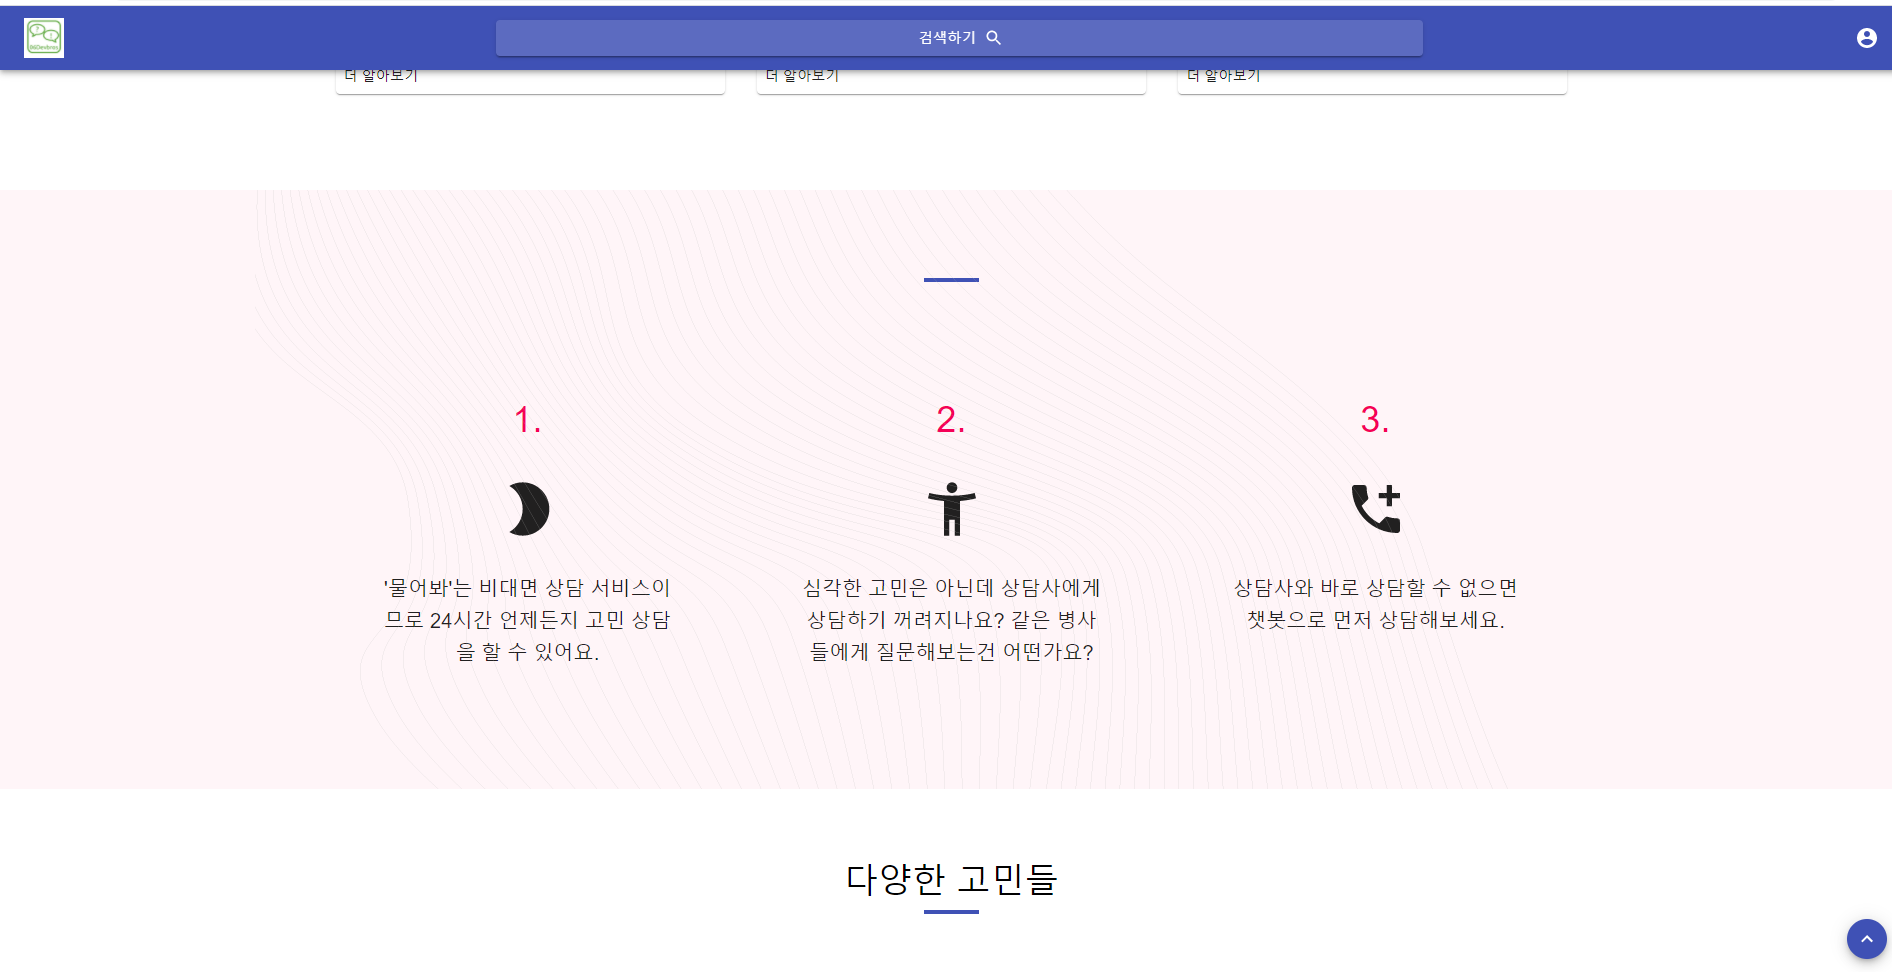 검색하기
더 알아보기
더 알아보기
더 알아보기
1.
'물어봐'는 비대면 상담 서비스이
므로 24시간 언제든지 고민 상담
을 할 수 있어요.
2.
심각한 고민은 아닌데 상담사에게
상담하기 꺼려지나요? 같은 병사
들에게 질문해보는건 어떤가요?
3.
상담사와 바로 상담할 수 없으면
챗봇으로 먼저 상담해보세요.
다양한 고민들